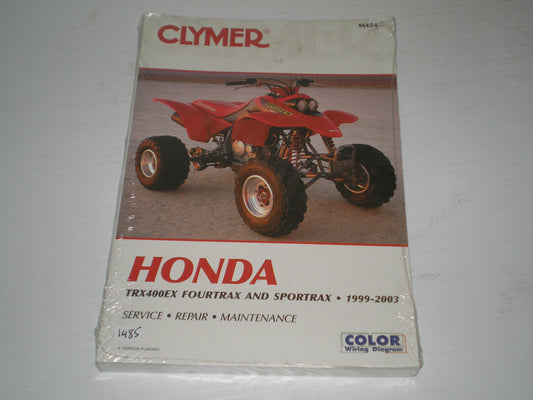 CLYMER®
M454
HONDA
TRX400EX FOURTRAX AND SPORTRAX • 1999-2003
SERVICE • REPAIR • MAINTENANCE
1485
COLOR
Wiring Diagram